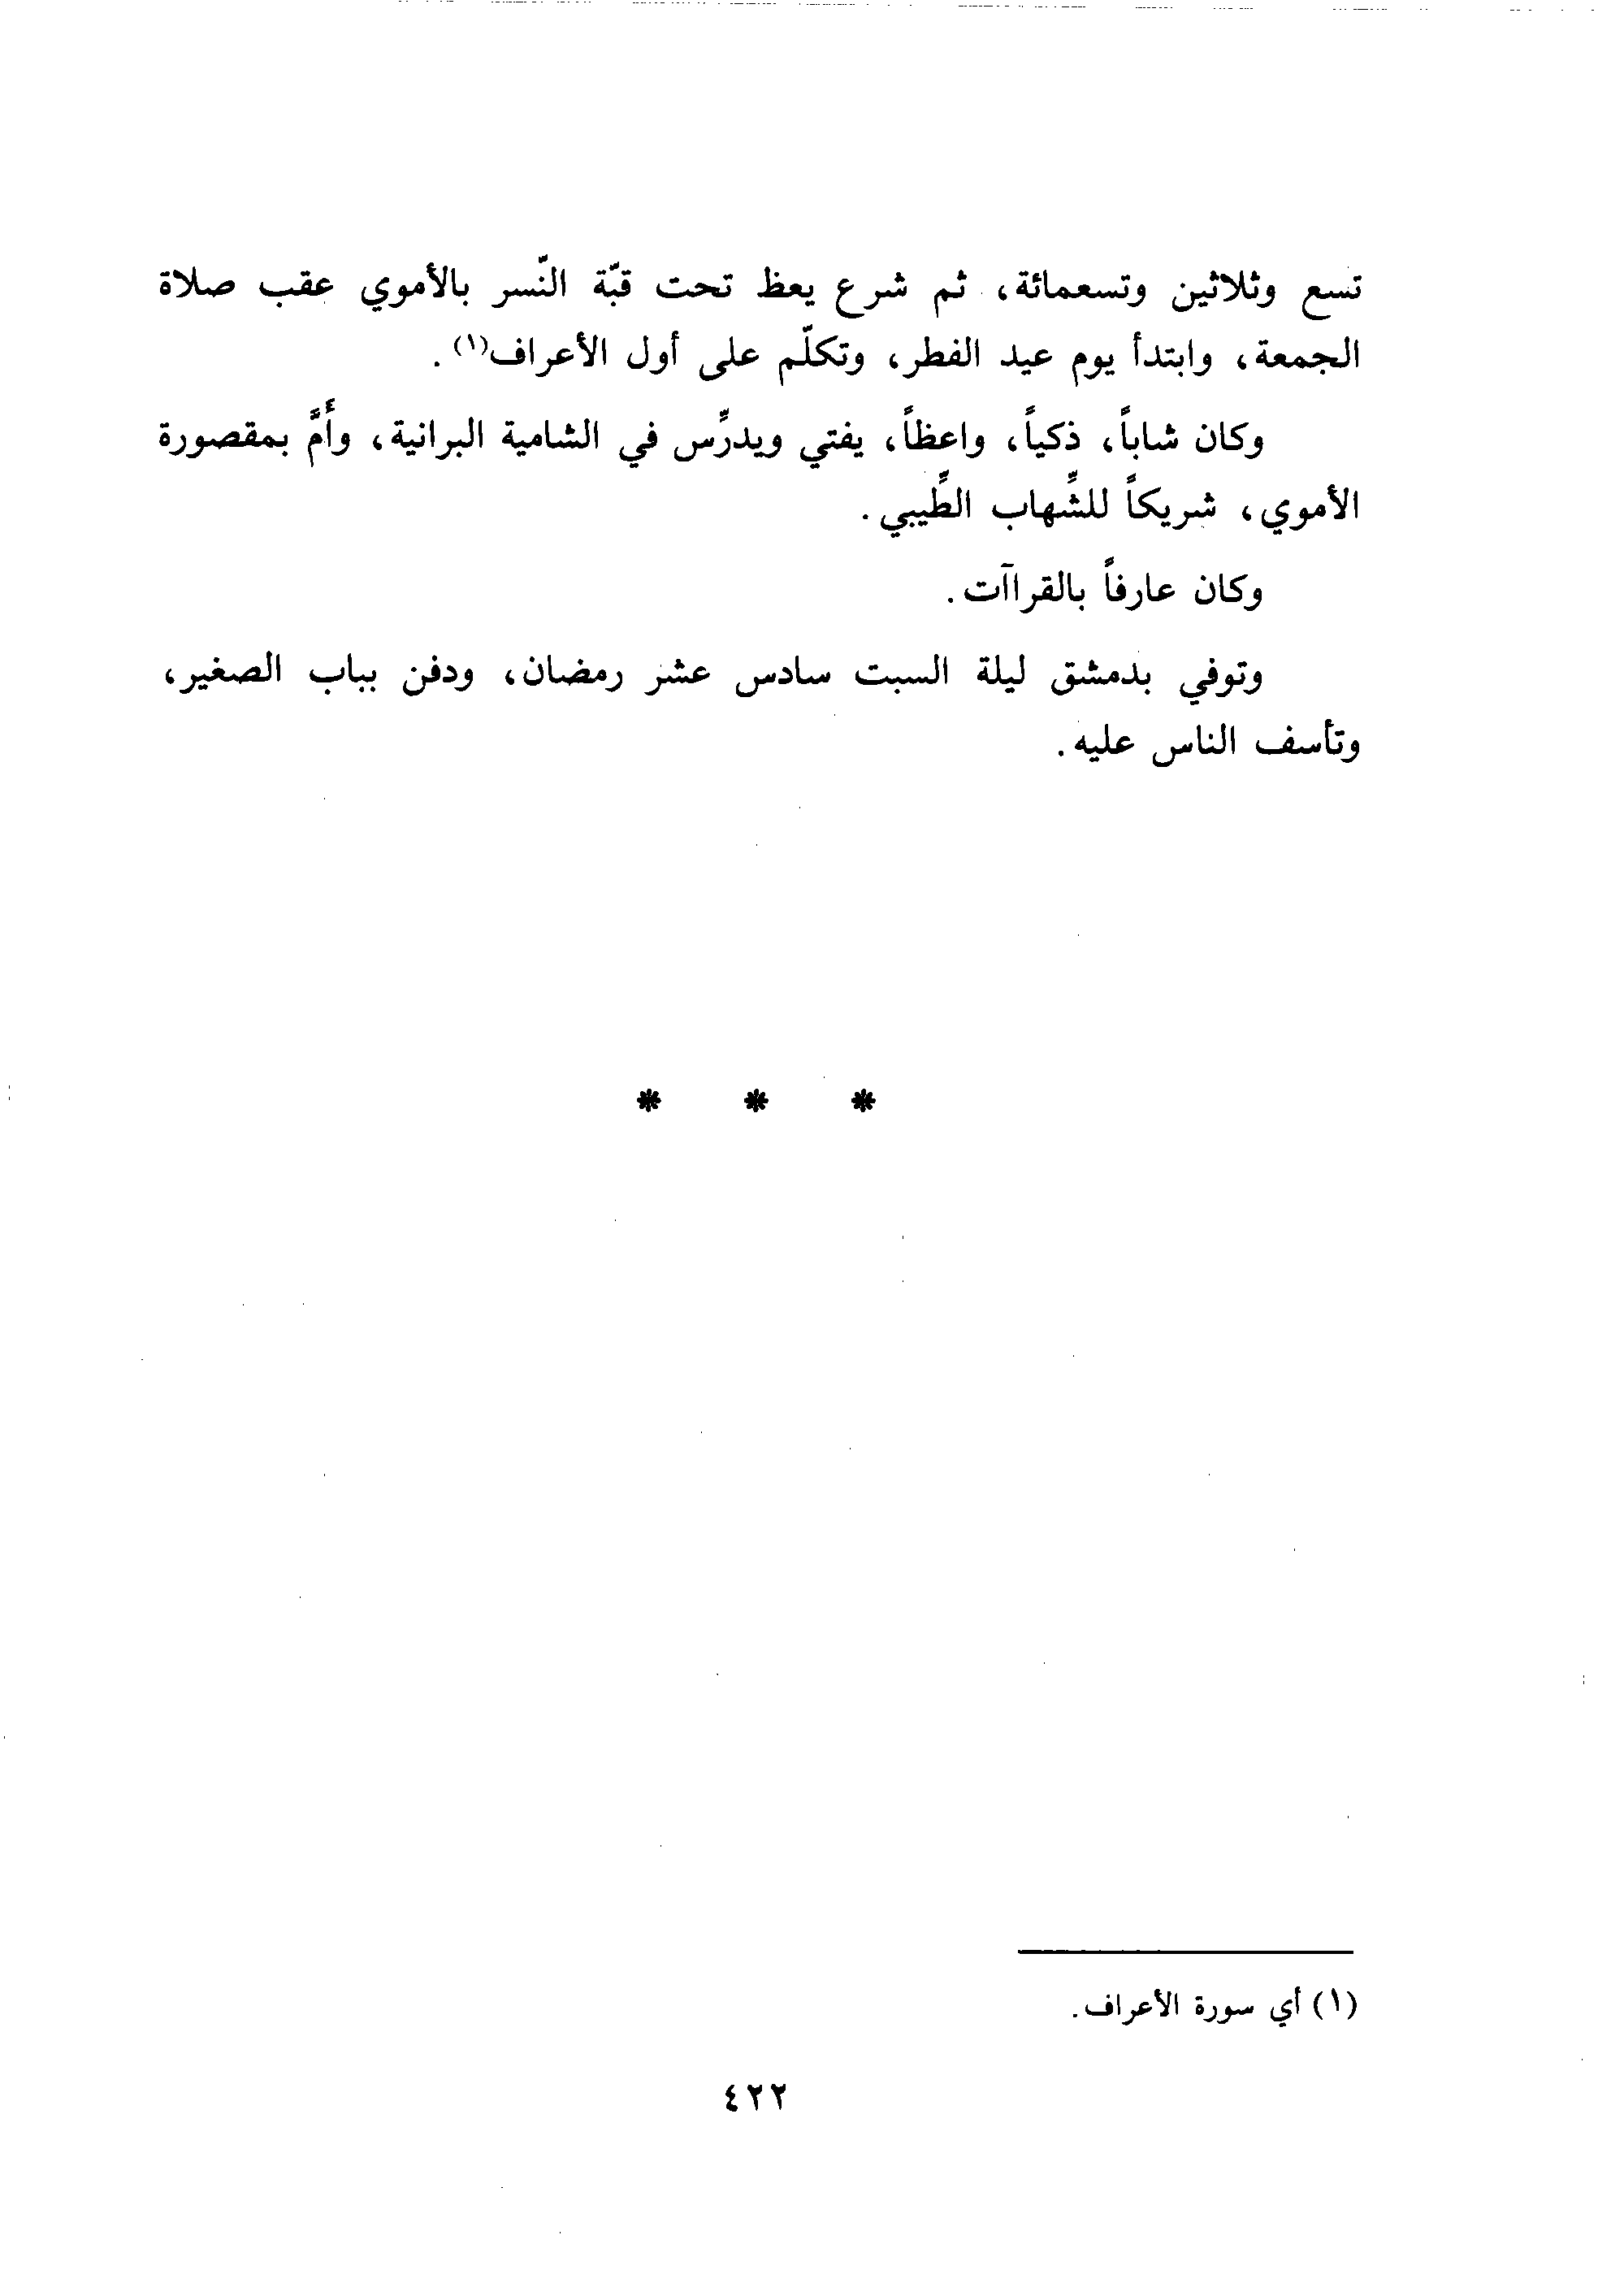 تسع وثلاثين وتسعمائة، ثم شرع يعظ تحت قبّة النّسر بالأموي عقب صلاة
الجمعة، وابتدأ يوم عيد الفطر، وتكلّم على أول الأعراف(١).
وكان شاباً، ذكياً، واعظاً، يفتي ويدرِّس في الشامية البرانية، وأمَّ بمقصورة
الأموي، شريكاً للشِّهاب الطِّيبي.
وكان عارفاً بالقراآت.
وتوفي بدمشق ليلة السبت سادس عشر رمضان، ودفن بباب الصغير،
وتأسف الناس عليه.
* * *
(١) أي سورة الأعراف.
٤٢٢